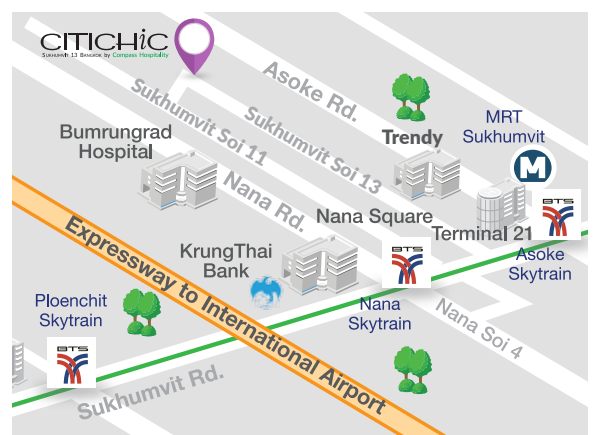 CITICHiC
SUKHUMVIT 13 BANGKOK by Compass Hospitality
Asoke Rd.
Sukhumvit Soi 11
Sukhumvit Soi 13
Trendy
MRT
Sukhumvit
M
Bumrungrad
Hospital
Nana Rd.
Nana Square
BTS
Terminal 21
BTS
Asoke
Skytrain
Expressway to International Airport
KrungThai
Bank
Ploenchit
Skytrain
Nana
Skytrain
Nana Soi 4
BTS
Sukhumvit Rd.